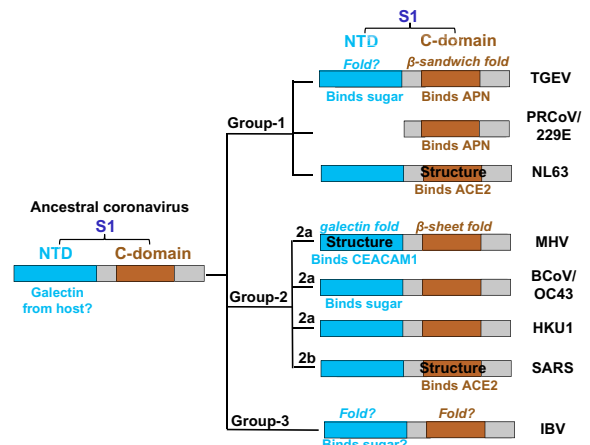 S1
NTD C-domain
Fold? β-sandwich fold
TGEV
Binds sugar Binds APN
PRCoV/
229E
Group-1
Binds APN
Structure
NL63
Binds ACE2
Ancestral coronavirus
S1
NTD C-domain
Galectin
from host?
galectin fold β-sheet fold
2a
Structure
MHV
Binds CEACAM1
2a
BCoV/
OC43
Binds sugar
Group-2
2a
HKU1
2b
Structure
SARS
Binds ACE2
Group-3
Fold? Fold?
IBV
Binds sugar?